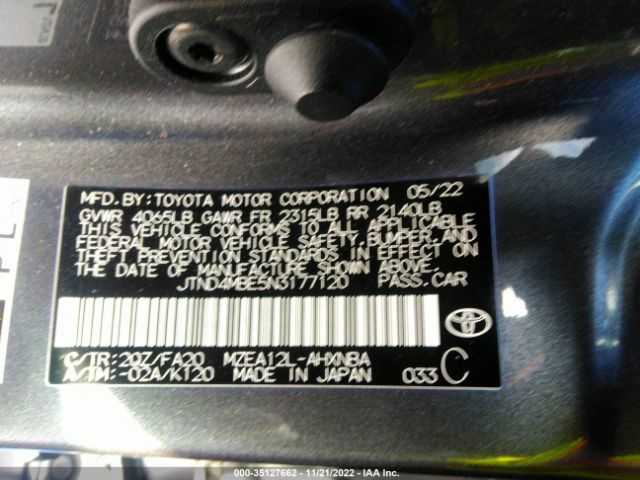 MFD. BY: TOYOTA MOTOR CORPORATION 05/22
GVWR 4065LB GAWR FR 2315LB RR 2140LB
THIS VEHICLE CONFORMS TO ALL APPLICABLE
FEDERAL MOTOR VEHICLE SAFETY, BUMPER, AND
THEFT PREVENTION STANDARDS IN EFFECT ON
THE DATE OF MANUFACTURE SHOWN ABOVE.
JTND4MBE5N3177120 PASS. CAR
C/TR: 2QZ/FA20 MZEA12L-AHXNBA
A/TM: -02A/K120 MADE IN JAPAN 033 C
000-35127662 - 11/21/2022 - IAA Inc.